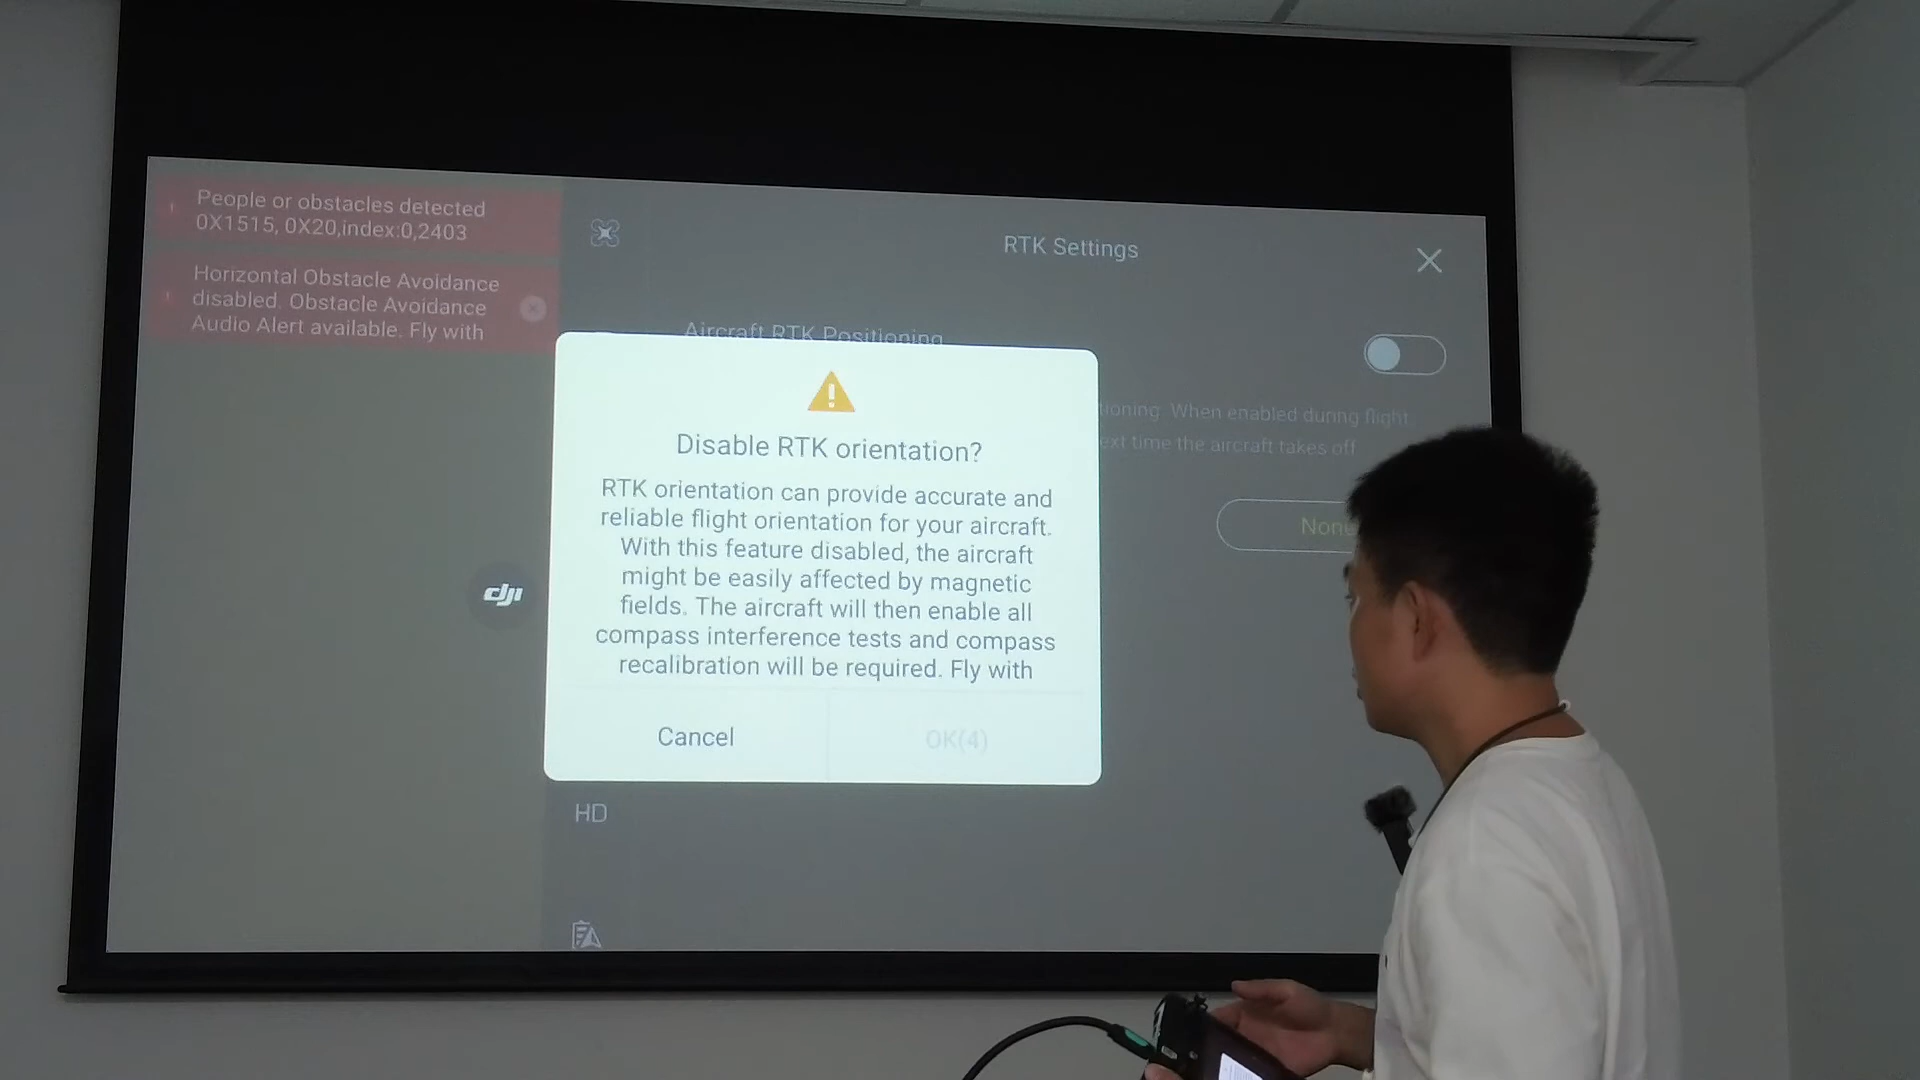 People or obstacles detected
0X1515, 0X20,index:0,2403
Horizontal Obstacle Avoidance
disabled. Obstacle Avoidance
Audio Alert available. Fly with
RTK Settings
Aircraft RTK Positioning
tioning. When enabled during flight
ext time the aircraft takes off
None
dji
Disable RTK orientation?
RTK orientation can provide accurate and
reliable flight orientation for your aircraft.
With this feature disabled, the aircraft
might be easily affected by magnetic
fields. The aircraft will then enable all
compass interference tests and compass
recalibration will be required. Fly with
Cancel
OK(4)
HD